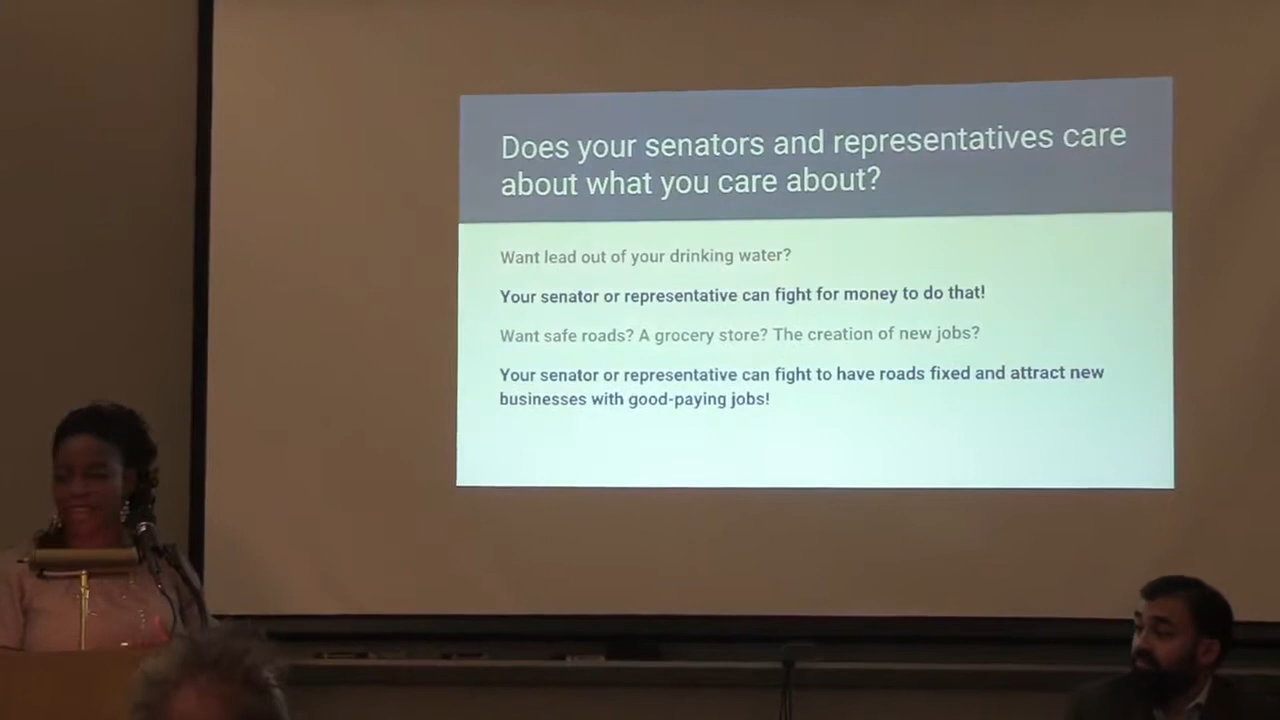 Does your senators and representatives care
about what you care about?
Want lead out of your drinking water?
Your senator or representative can fight for money to do that!
Want safe roads? A grocery store? The creation of new jobs?
Your senator or representative can fight to have roads fixed and attract new
businesses with good-paying jobs!